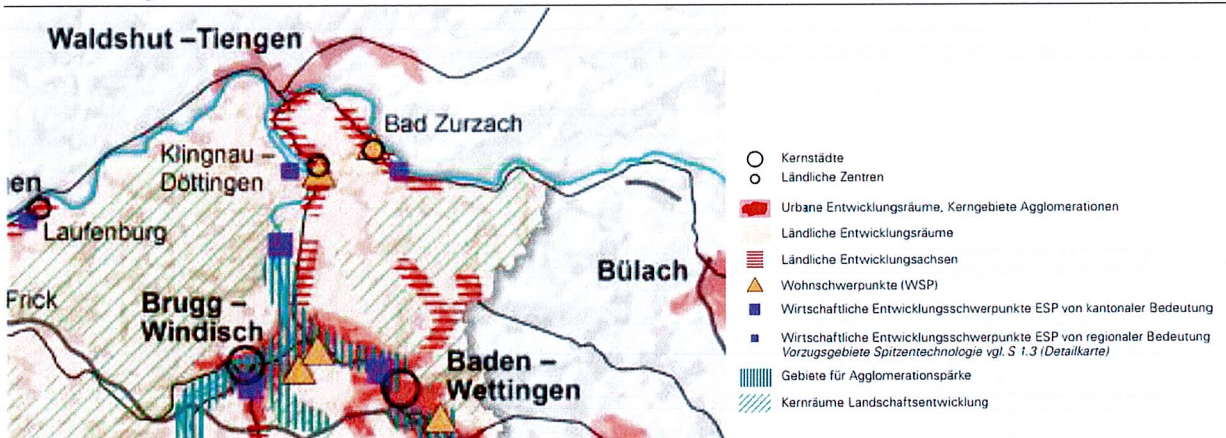 Waldshut –Tiengen
Bad Zurzach
Klingnau –
Döttingen
en
Laufenburg
Bülach
Frick
Brugg –
Windisch
Baden –
Wettingen
Kernstädte
Ländliche Zentren
Urbane Entwicklungsräume, Kerngebiete Agglomerationen
Ländliche Entwicklungsräume
Ländliche Entwicklungsachsen
Wohnschwerpunkte (WSP)
Wirtschaftliche Entwicklungsschwerpunkte ESP von kantonaler Bedeutung
Wirtschaftliche Entwicklungsschwerpunkte ESP von regionaler Bedeutung
Vorzugsgebiete Spitzentechnologie vgl. S 1.3 (Detailkarte)
Gebiete für Agglomerationspärke
Kernräume Landschaftsentwicklung